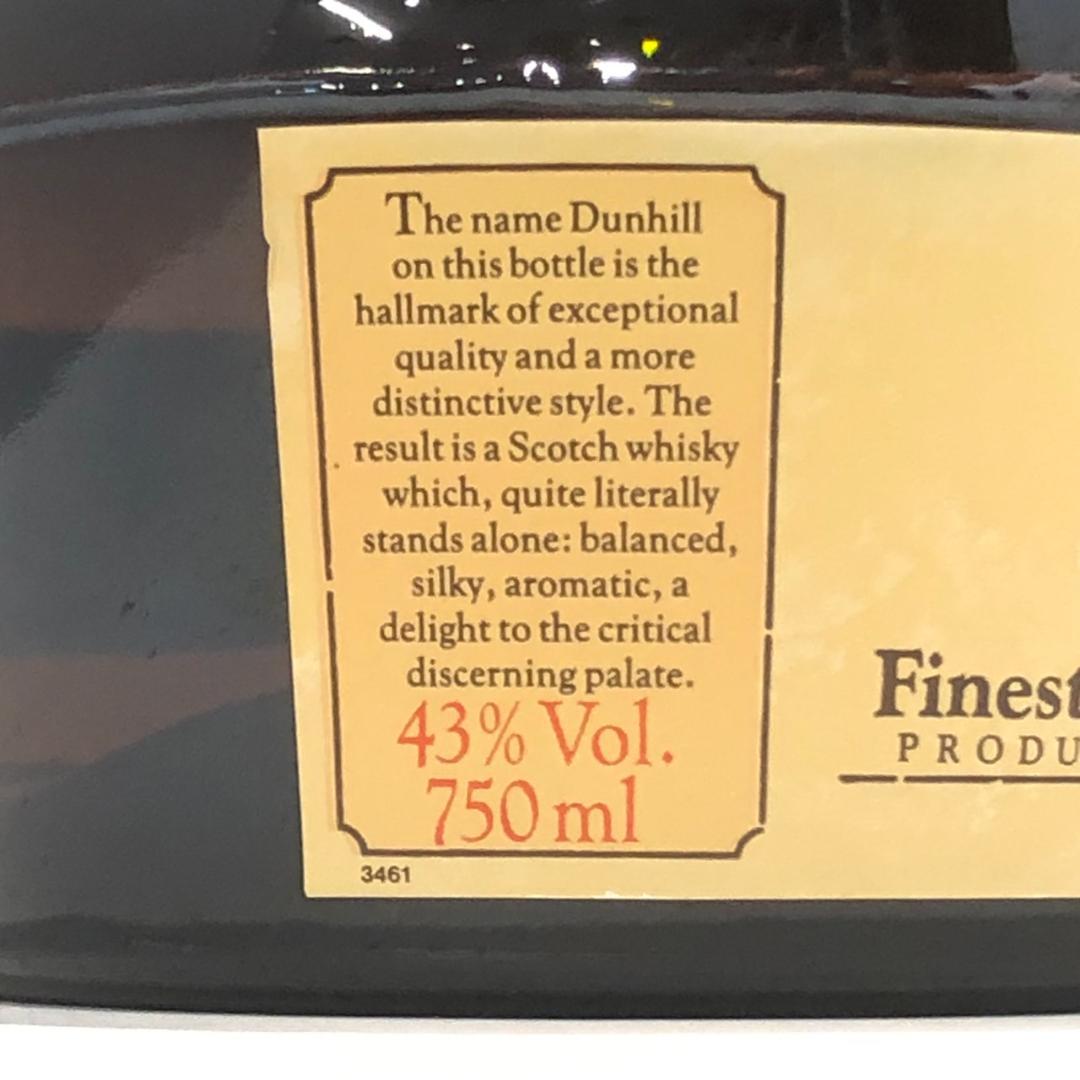 The name Dunhill
on this bottle is the
hallmark of exceptional
quality and a more
distinctive style. The
result is a Scotch whisky
which, quite literally
stands alone: balanced,
silky, aromatic, a
delight to the critical
discerning palate.
43% Vol.
750 ml
3461
Finest
PRODU